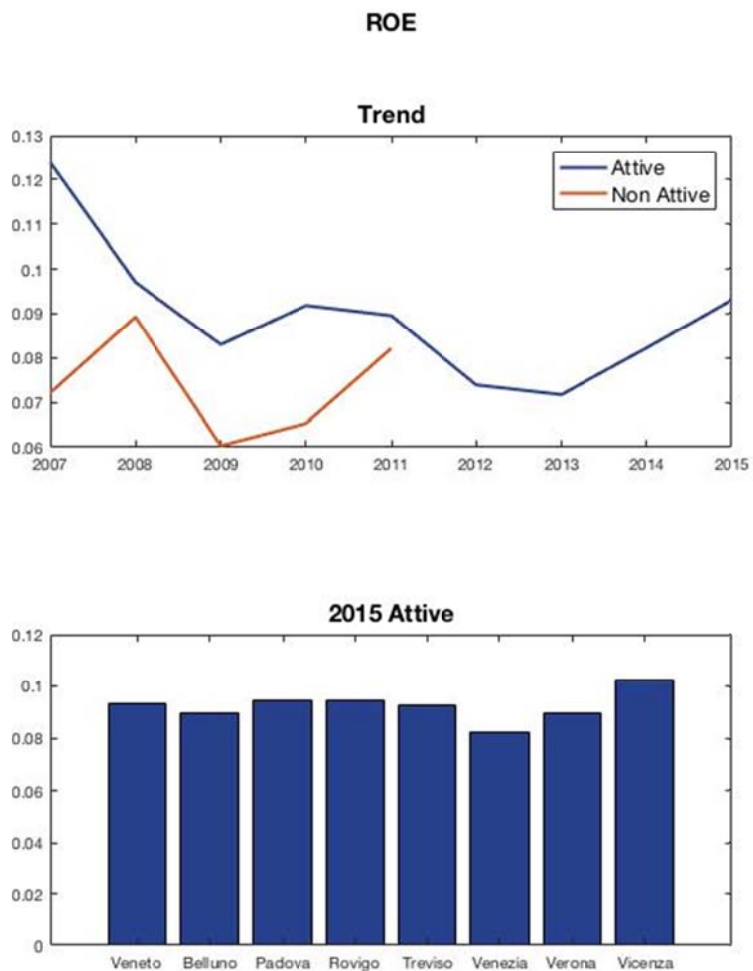 ROE
Trend
0.13
0.12
0.11
0.1
0.09
0.08
0.07
0.06
Attive
Non Attive
2007 2008 2009 2010 2011 2012 2013 2014 2015
2015 Attive
0.12
0.1
0.08
0.06
0.04
0.02
0
Veneto Belluno Padova Rovigo Treviso Venezia Verona Vicenza